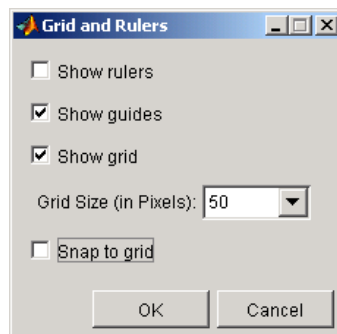 Grid and Rulers
Show rulers
Show guides
Show grid
Grid Size (in Pixels): 50
Snap to grid
OK Cancel